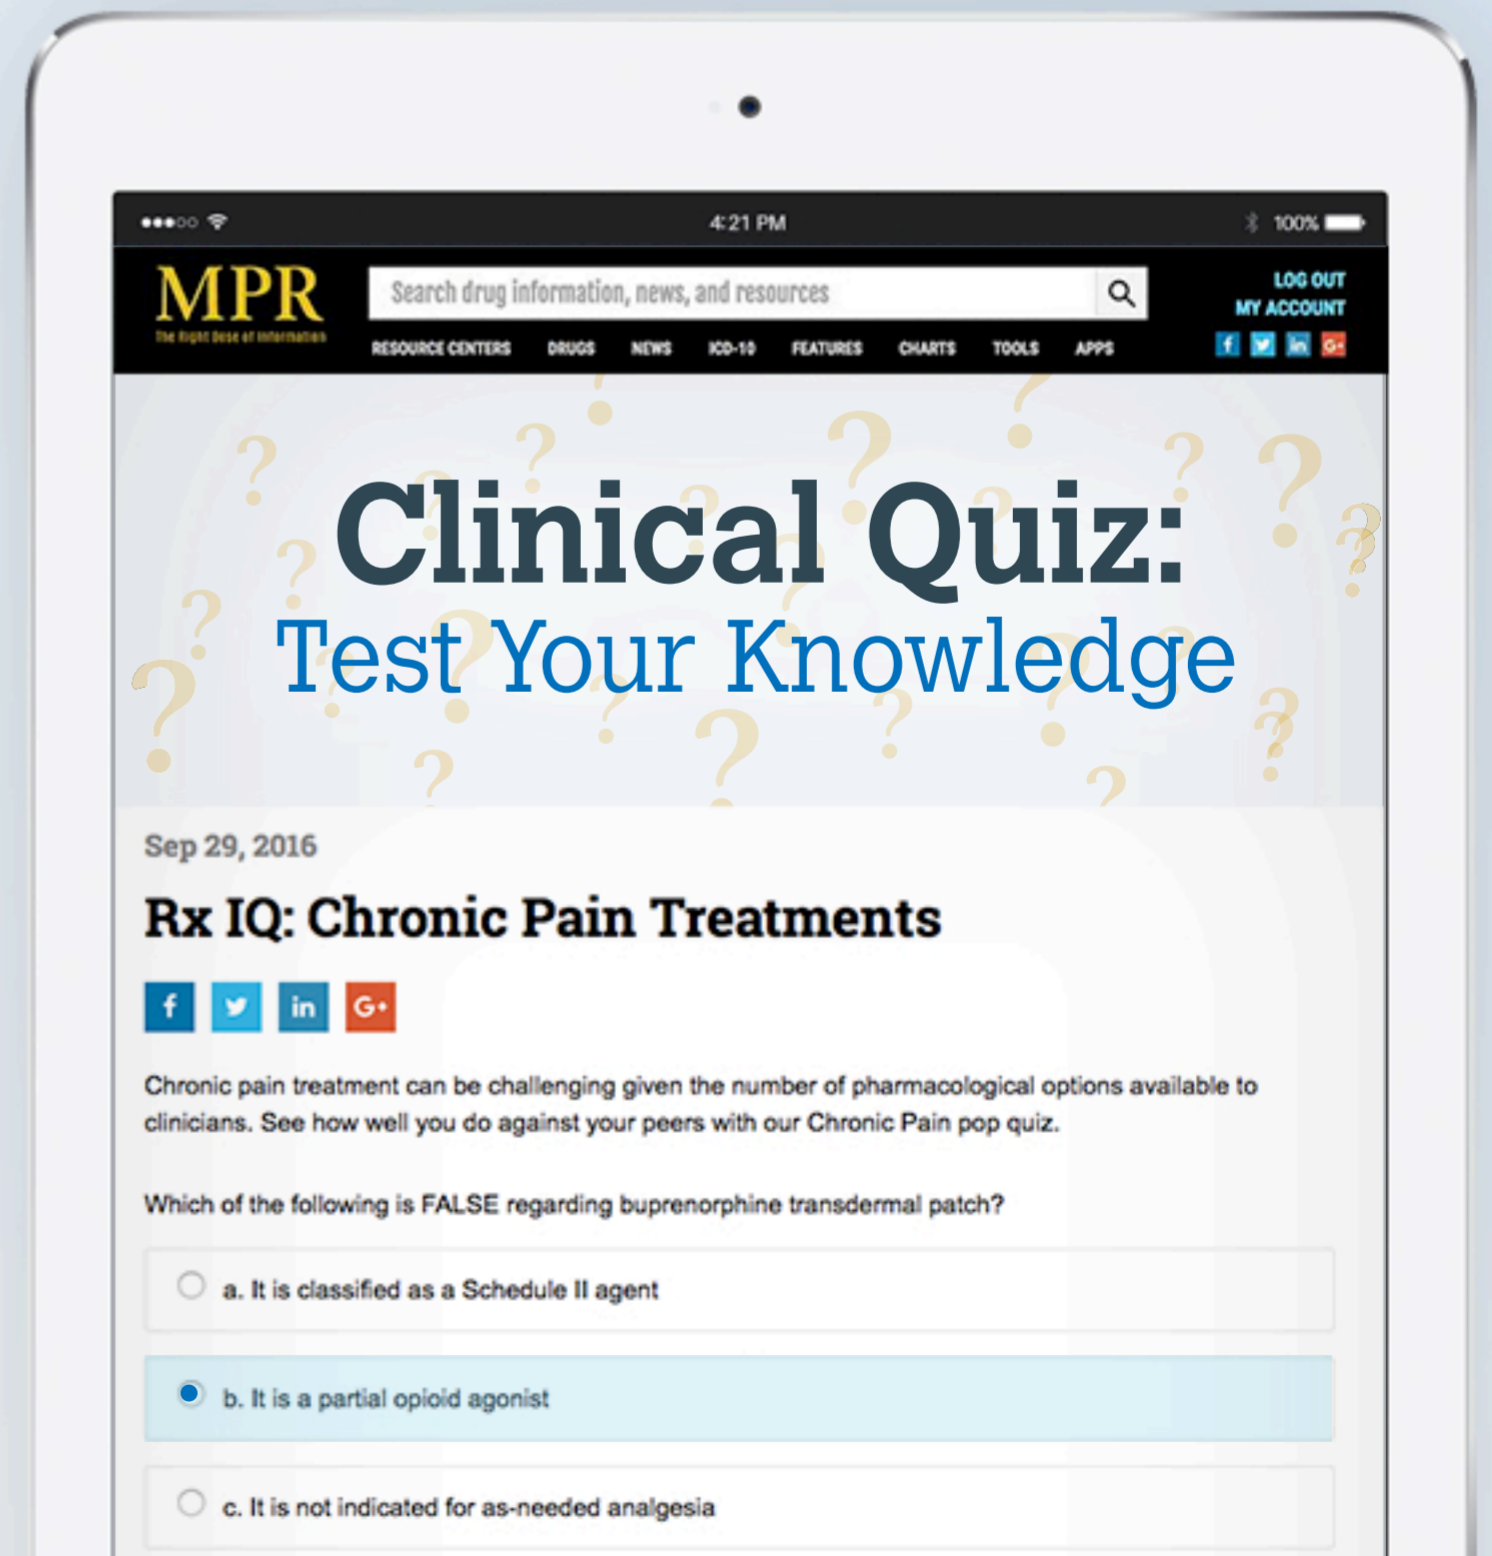 4:21 PM
100%
MPR
The Right Dose of Information
Search drug information, news, and resources
LOG OUT
MY ACCOUNT
RESOURCE CENTERS DRUGS NEWS ICD-10 FEATURES CHARTS TOOLS APPS
f in G+
Clinical Quiz:
Test Your Knowledge
Sep 29, 2016
Rx IQ: Chronic Pain Treatments
f in G+
Chronic pain treatment can be challenging given the number of pharmacological options available to
clinicians. See how well you do against your peers with our Chronic Pain pop quiz.
Which of the following is FALSE regarding buprenorphine transdermal patch?
a. It is classified as a Schedule II agent
b. It is a partial opioid agonist
c. It is not indicated for as-needed analgesia